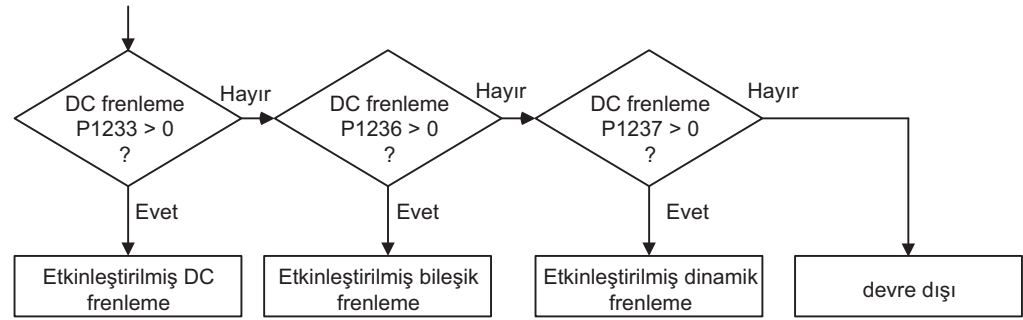 DC frenleme
P1233 > 0
?
Hayır
DC frenleme
P1236 > 0
?
Hayır
DC frenleme
P1237 > 0
?
Hayır
Evet
Evet
Evet
Etkinleştirilmiş DC
frenleme
Etkinleştirilmiş bileşik
frenleme
Etkinleştirilmiş dinamik
frenleme
devre dışı